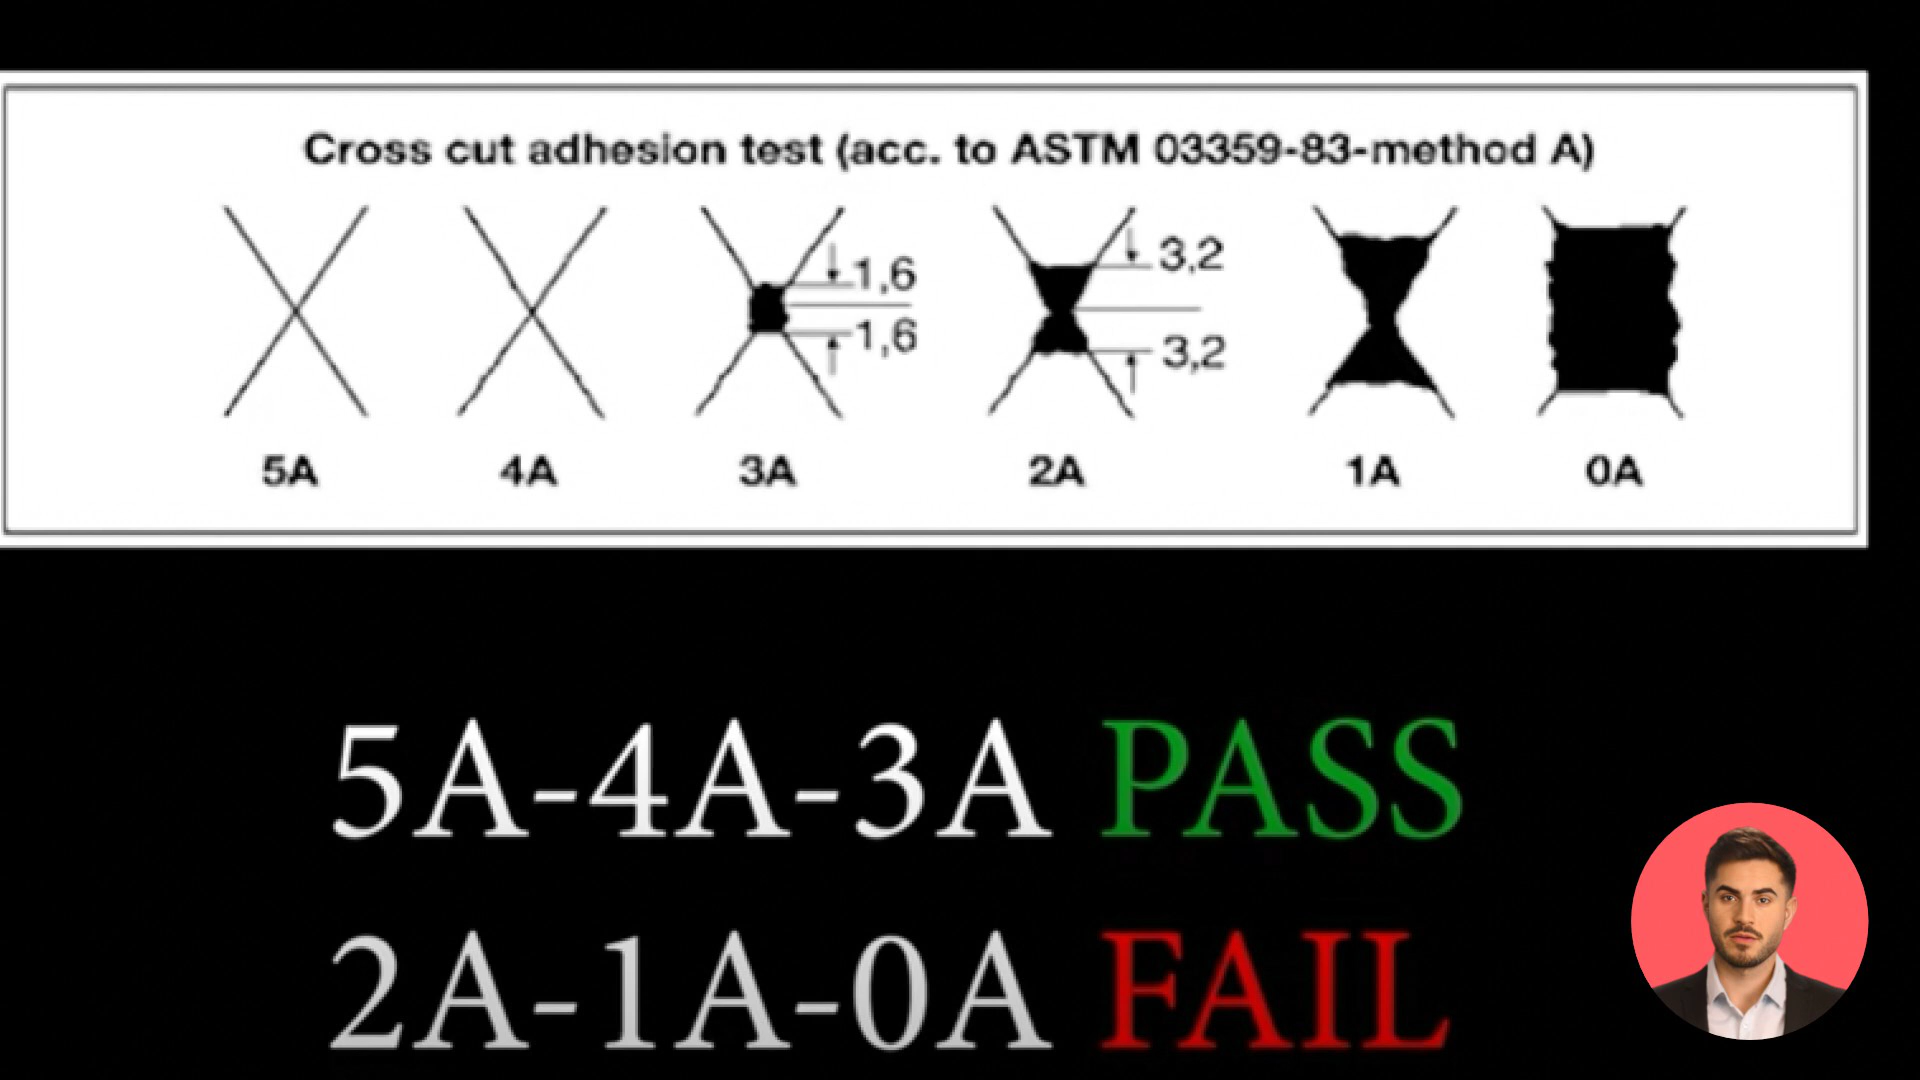 Cross cut adhesion test (acc. to ASTM 03359-83-method A)
1,6
1,6
3,2
3,2
5A 4A 3A 2A 1A 0A
5A-4A-3A PASS
2A-1A-0A FAIL